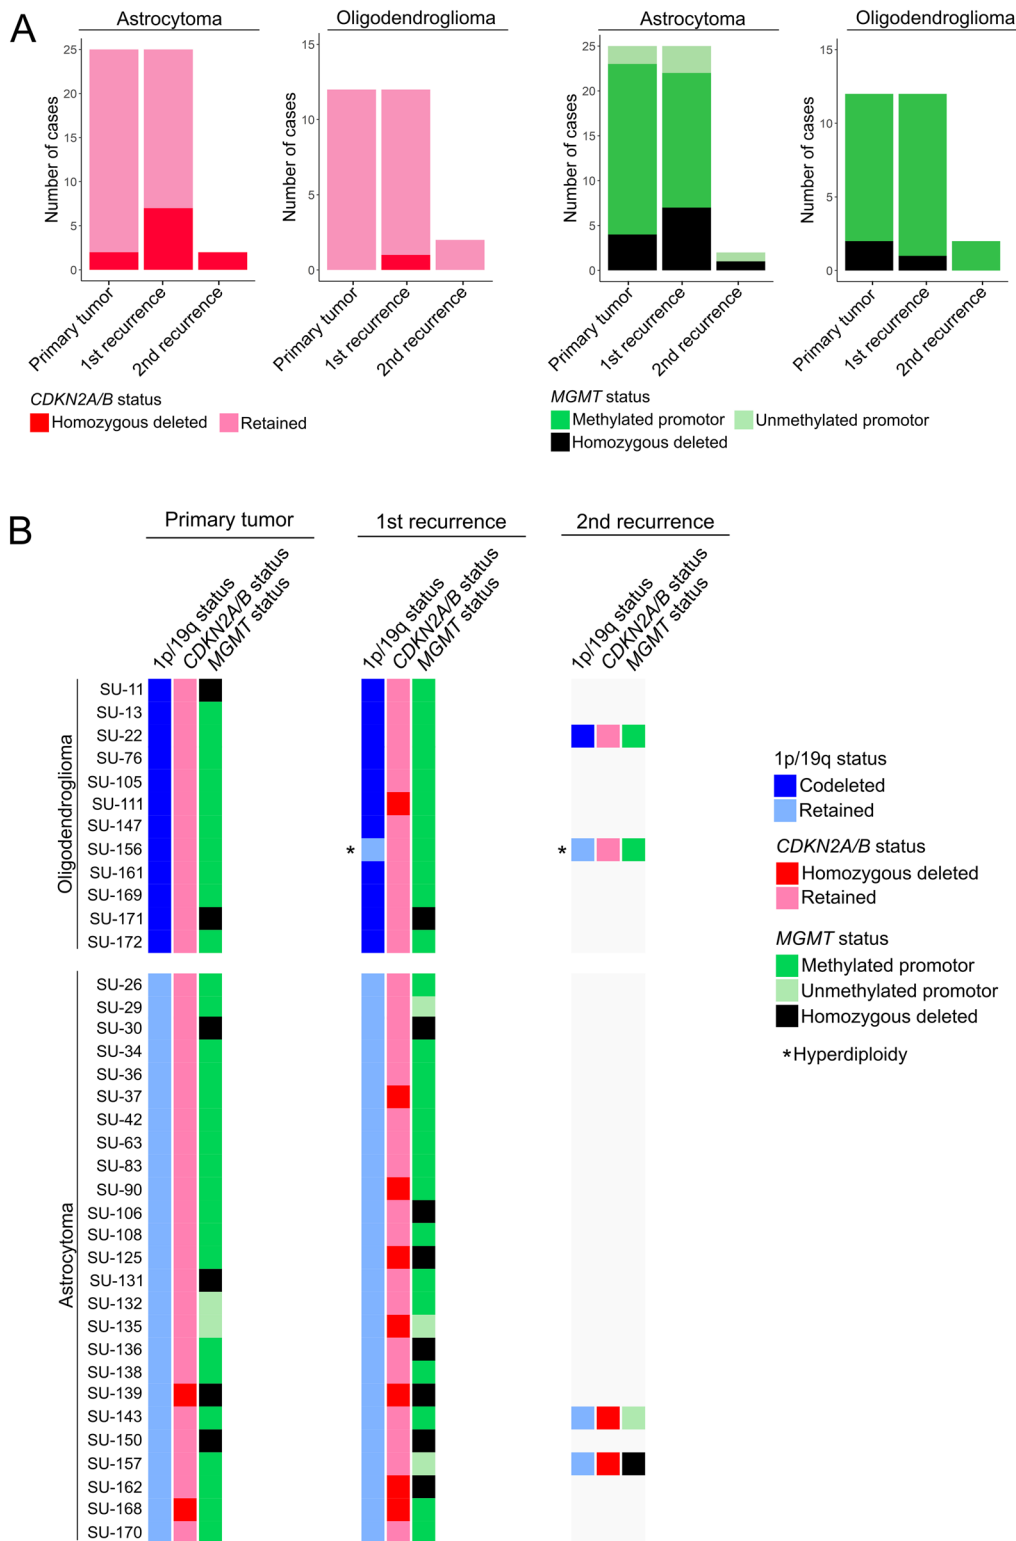 A
Astrocytoma
Oligodendroglioma
Astrocytoma
Oligodendroglioma
Number of cases
25
20
15
10
5
0
Primary tumor
1st recurrence
2nd recurrence
Number of cases
15
10
5
0
Primary tumor
1st recurrence
2nd recurrence
Number of cases
25
20
15
10
5
0
Primary tumor
1st recurrence
2nd recurrence
Number of cases
15
10
5
0
Primary tumor
1st recurrence
2nd recurrence
CDKN2A/B status
Homozygous deleted
Retained
MGMT status
Methylated promotor
Unmethylated promotor
Homozygous deleted
B
Primary tumor
1st recurrence
2nd recurrence
1p/19q status
CDKN2A/B status
MGMT status
1p/19q status
CDKN2A/B status
MGMT status
1p/19q status
CDKN2A/B status
MGMT status
Oligodendroglioma
SU-11
SU-13
SU-22
SU-76
SU-105
SU-111
SU-147
SU-156
*
*
SU-161
SU-169
SU-171
SU-172
Astrocytoma
SU-26
SU-29
SU-30
SU-34
SU-36
SU-37
SU-42
SU-63
SU-83
SU-90
SU-106
SU-108
SU-125
SU-131
SU-132
SU-135
SU-136
SU-138
SU-139
SU-143
SU-150
SU-157
SU-162
SU-168
SU-170
1p/19q status
Codeleted
Retained
CDKN2A/B status
Homozygous deleted
Retained
MGMT status
Methylated promotor
Unmethylated promotor
Homozygous deleted
*Hyperdiploidy